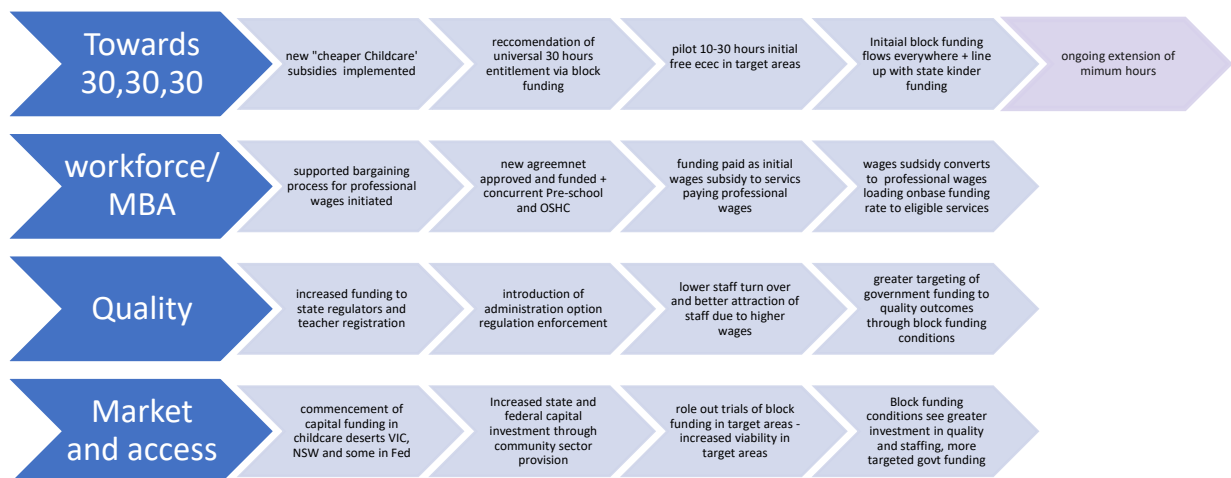 Towards
30,30,30
new "cheaper Childcare'
subsidies implemented
reccomendation of
universal 30 hours
entitlement via block
funding
pilot 10-30 hours initial
free ecec in target areas
Initaial block funding
flows everywhere + line
up with state kinder
funding
ongoing extension of
mimum hours
workforce/
MBA
supported bargaining
process for professional
wages initiated
new agreemnet
approved and funded +
concurrent Pre-school
and OSHC
funding paid as initial
wages subsidy to servics
paying professional
wages
wages sudsidy converts
to professional wages
loading onbase funding
rate to eligible services
Quality
increased funding to
state regulators and
teacher registration
introduction of
administration option
regulation enforcement
lower staff turn over
and better attraction of
staff due to higher
wages
greater targeting of
government funding to
quality outcomes
through block funding
conditions
Market
and access
commencement of
capital funding in
childcare deserts VIC,
NSW and some in Fed
Increased state and
federal capital
investment through
community sector
provision
role out trials of block
funding in target areas -
increased viability in
target areas
Block funding
conditions see greater
investment in quality
and staffing, more
targeted govt funding